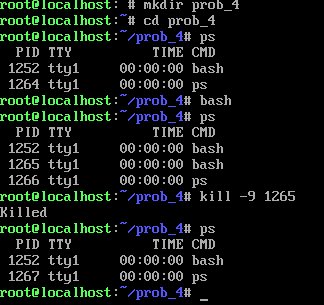 root@localhost:~# mkdir prob_4
root@localhost:~# cd prob_4
root@localhost:~/prob_4# ps
PID TTY TIME CMD
1252 tty1 00:00:00 bash
1264 tty1 00:00:00 ps
root@localhost:~/prob_4# bash
root@localhost:~/prob_4# ps
PID TTY TIME CMD
1252 tty1 00:00:00 bash
1265 tty1 00:00:00 bash
1266 tty1 00:00:00 ps
root@localhost:~/prob_4# kill -9 1265
Killed
root@localhost:~/prob_4# ps
PID TTY TIME CMD
1252 tty1 00:00:00 bash
1267 tty1 00:00:00 ps
root@localhost:~/prob_4# _